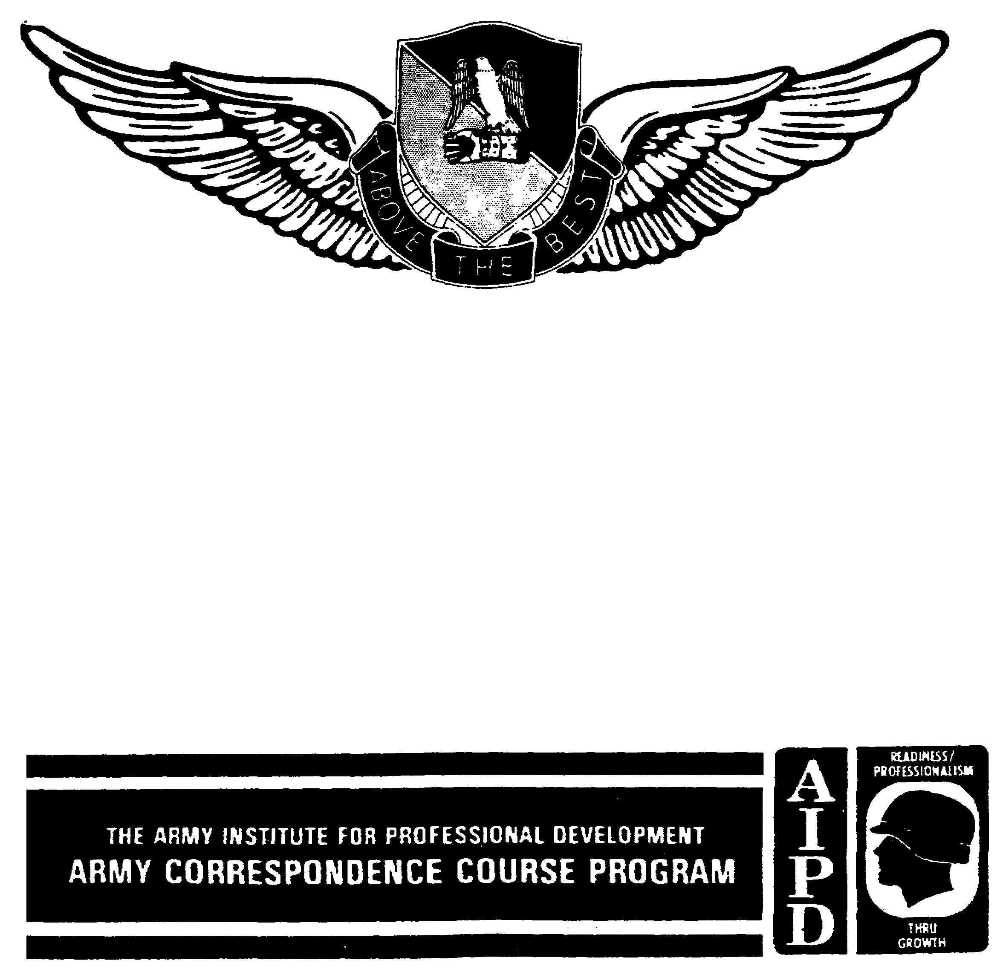 ABOVE THE BEST
THE ARMY INSTITUTE FOR PROFESSIONAL DEVELOPMENT
ARMY CORRESPONDENCE COURSE PROGRAM
A
I
P
D
READINESS/
PROFESSIONALISM
THRU
GROWTH